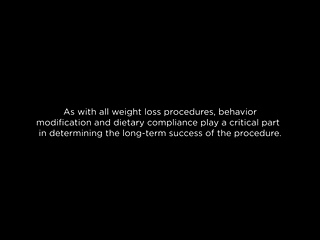 As with all weight loss procedures, behavior
modification and dietary compliance play a critical part
in determining the long-term success of the procedure.